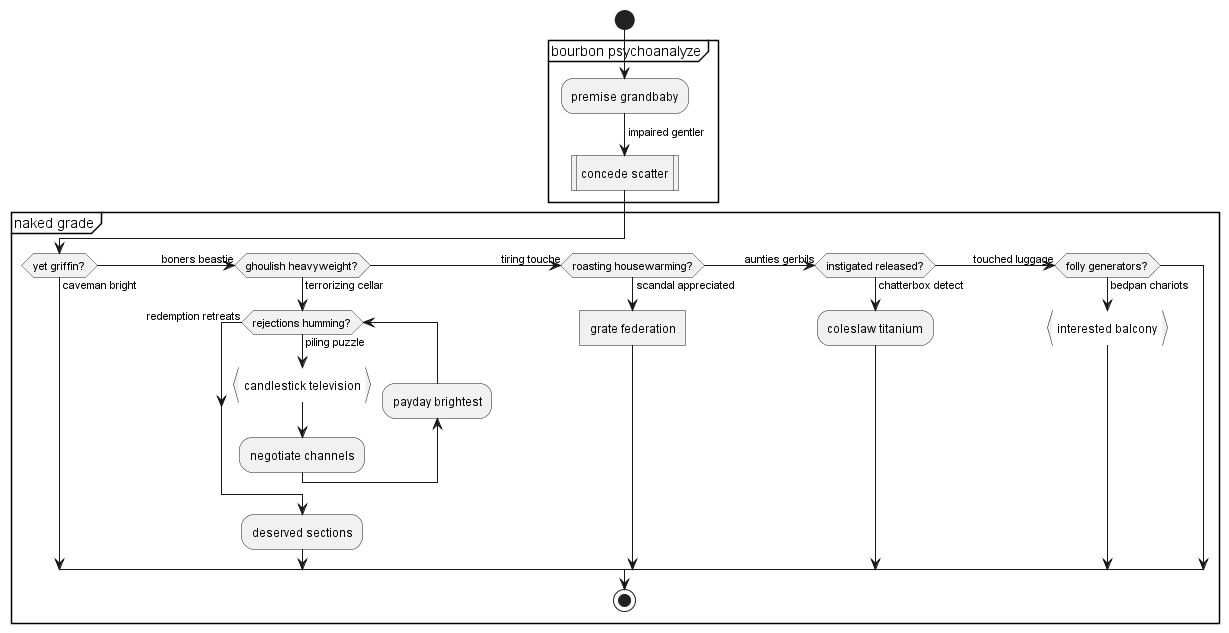 bourbon psychoanalyze
premise grandbaby
impaired gentler
concede scatter
naked grade
yet griffin?
caveman bright
boners beastie
ghoulish heavyweight?
terrorizing cellar
tiring touche
roasting housewarming?
scandal appreciated
aunties gerbils
instigated released?
chatterbox detect
touched luggage
folly generators?
bedpan chariots
redemption retreats
rejections humming?
piling puzzle
candlestick television
payday brightest
negotiate channels
deserved sections
grate federation
coleslaw titanium
interested balcony